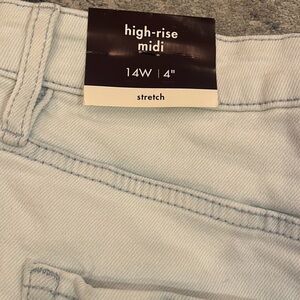 high-rise
midi
14W | 4"
stretch